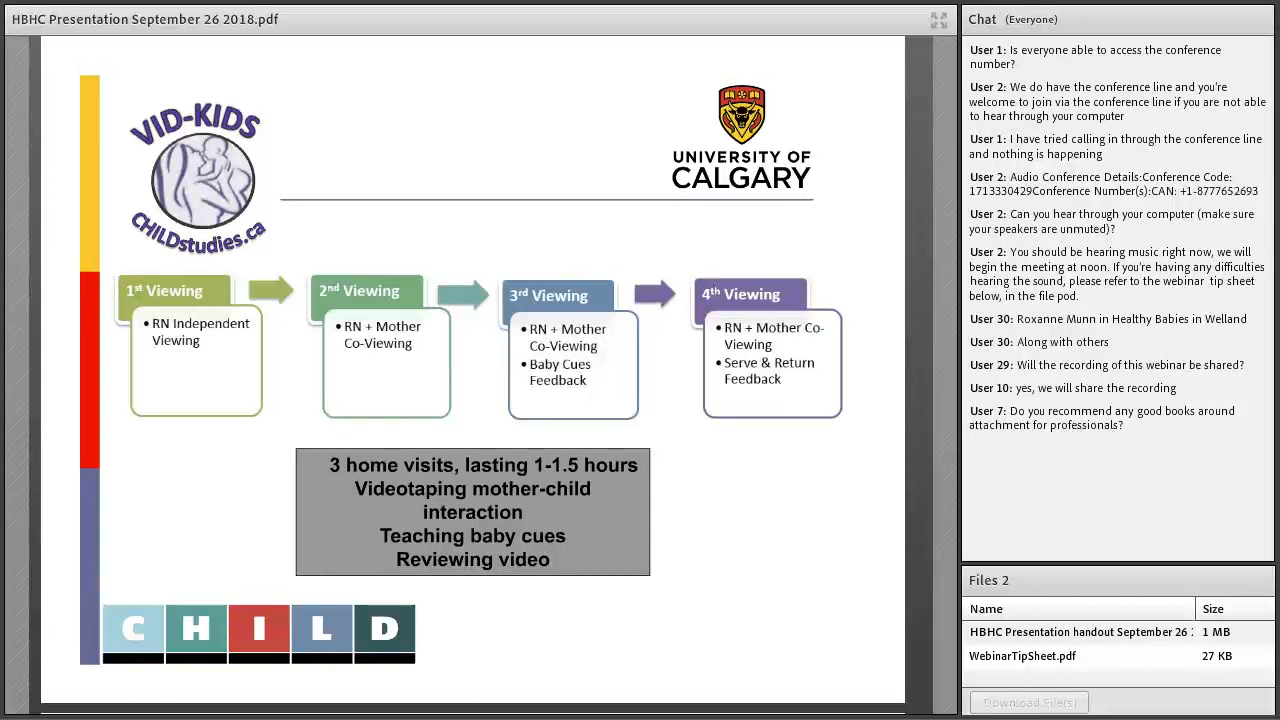 HBHC Presentation September 26 2018.pdf
VID-KIDS
CHILDstudies.ca
UNIVERSITY OF
CALGARY
1st Viewing
• RN Independent
Viewing
2nd Viewing
• RN + Mother
Co-Viewing
3rd Viewing
• RN + Mother
Co-Viewing
• Baby Cues
Feedback
4th Viewing
• RN + Mother Co-
Viewing
• Serve & Return
Feedback
3 home visits, lasting 1-1.5 hours
Videotaping mother-child
interaction
Teaching baby cues
Reviewing video
C H I L D
Chat (Everyone)
User 1: Is everyone able to access the conference
number?
User 2: We do have the conference line and you're
welcome to join via the conference line if you are not able
to hear through your computer
User 1: I have tried calling in through the conference line
and nothing is happening
User 2: Audio Conference Details:Conference Code:
1713330429Conference Number(s):CAN: +1-8777652693
User 2: Can you hear through your computer (make sure
your speakers are unmuted)?
User 2: You should be hearing music right now, we will
begin the meeting at noon. If you're having any difficulties
hearing the sound, please refer to the webinar tip sheet
below, in the file pod.
User 30: Roxanne Munn in Healthy Babies in Welland
User 30: Along with others
User 29: Will the recording of this webinar be shared?
User 10: yes, we will share the recording
User 7: Do you recommend any good books around
attachment for professionals?
Files 2
Name Size
HBHC Presentation handout September 26 1 MB
WebinarTipSheet.pdf 27 KB
Download File(s)